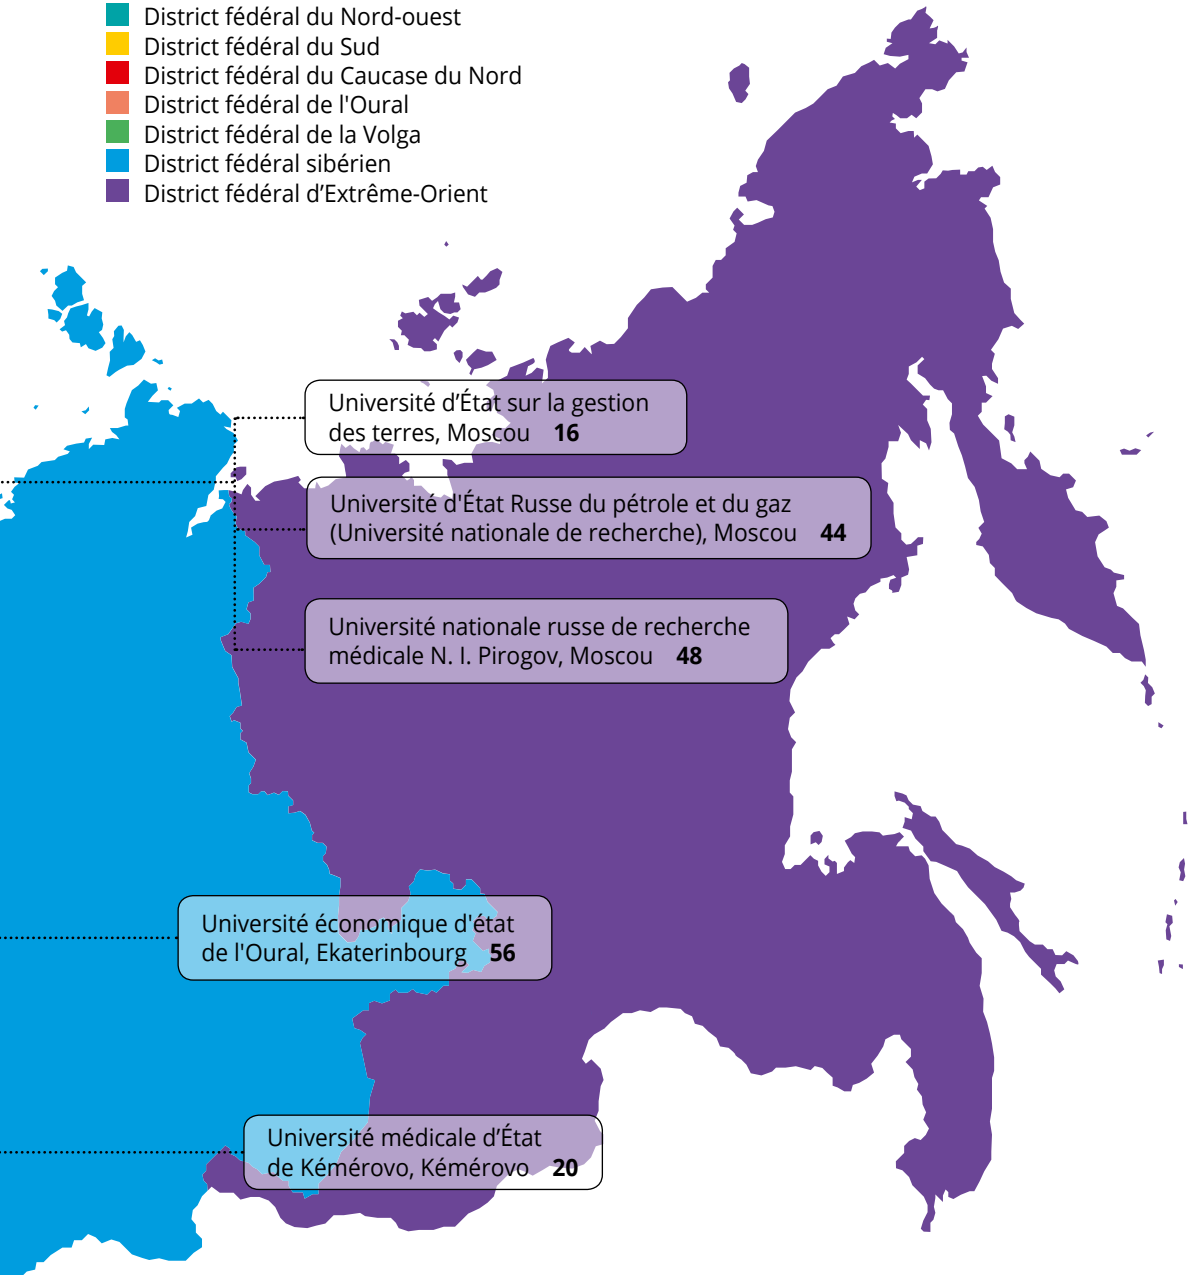 District fédéral du Nord-ouest
District fédéral du Sud
District fédéral du Caucase du Nord
District fédéral de l'Oural
District fédéral de la Volga
District fédéral sibérien
District fédéral d’Extrême-Orient
Université d’État sur la gestion
des terres, Moscou 16
Université d'État Russe du pétrole et du gaz
(Université nationale de recherche), Moscou 44
Université nationale russe de recherche
médicale N. I. Pirogov, Moscou 48
Université économique d'état
de l'Oural, Ekaterinbourg 56
Université médicale d’État
de Kémérovo, Kémérovo 20